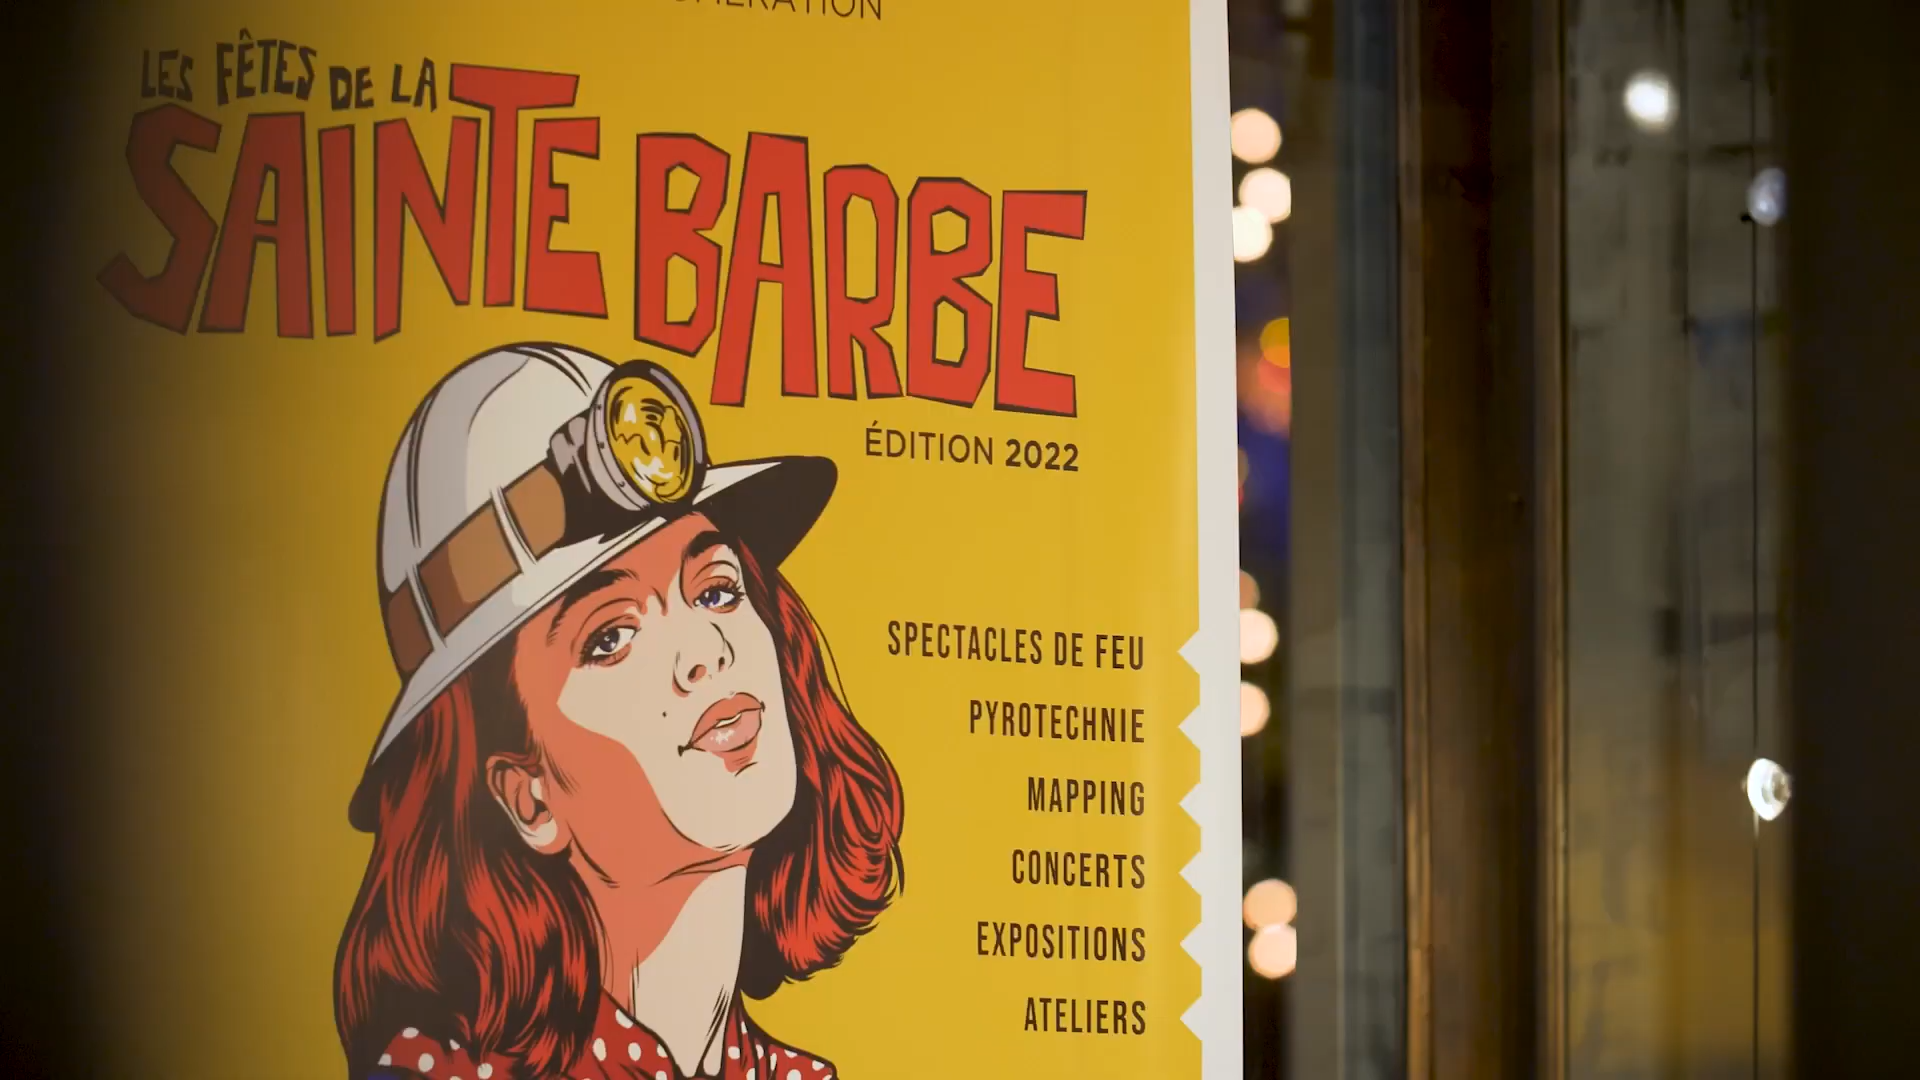 LES FÊTES DE LA
SAINTE BARBE
ÉDITION 2022
SPECTACLES DE FEU
PYROTECHNIE
MAPPING
CONCERTS
EXPOSITIONS
ATELIERS